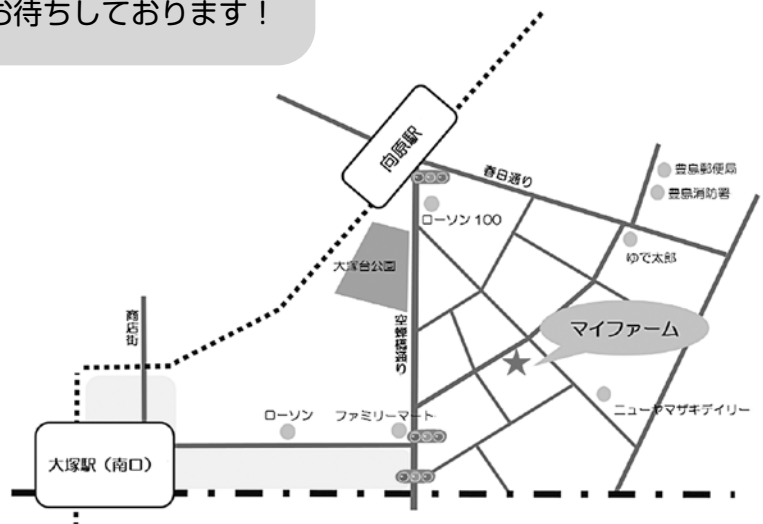 お待ちしております！
向原駅
春日通り
豊島郵便局
豊島消防署
ローソン100
ゆで太郎
大塚台公園
商店街
空蝉橋通り
マイファーム
ローソン
ファミリーマート
ニューヤマザキデイリー
大塚駅（南口）